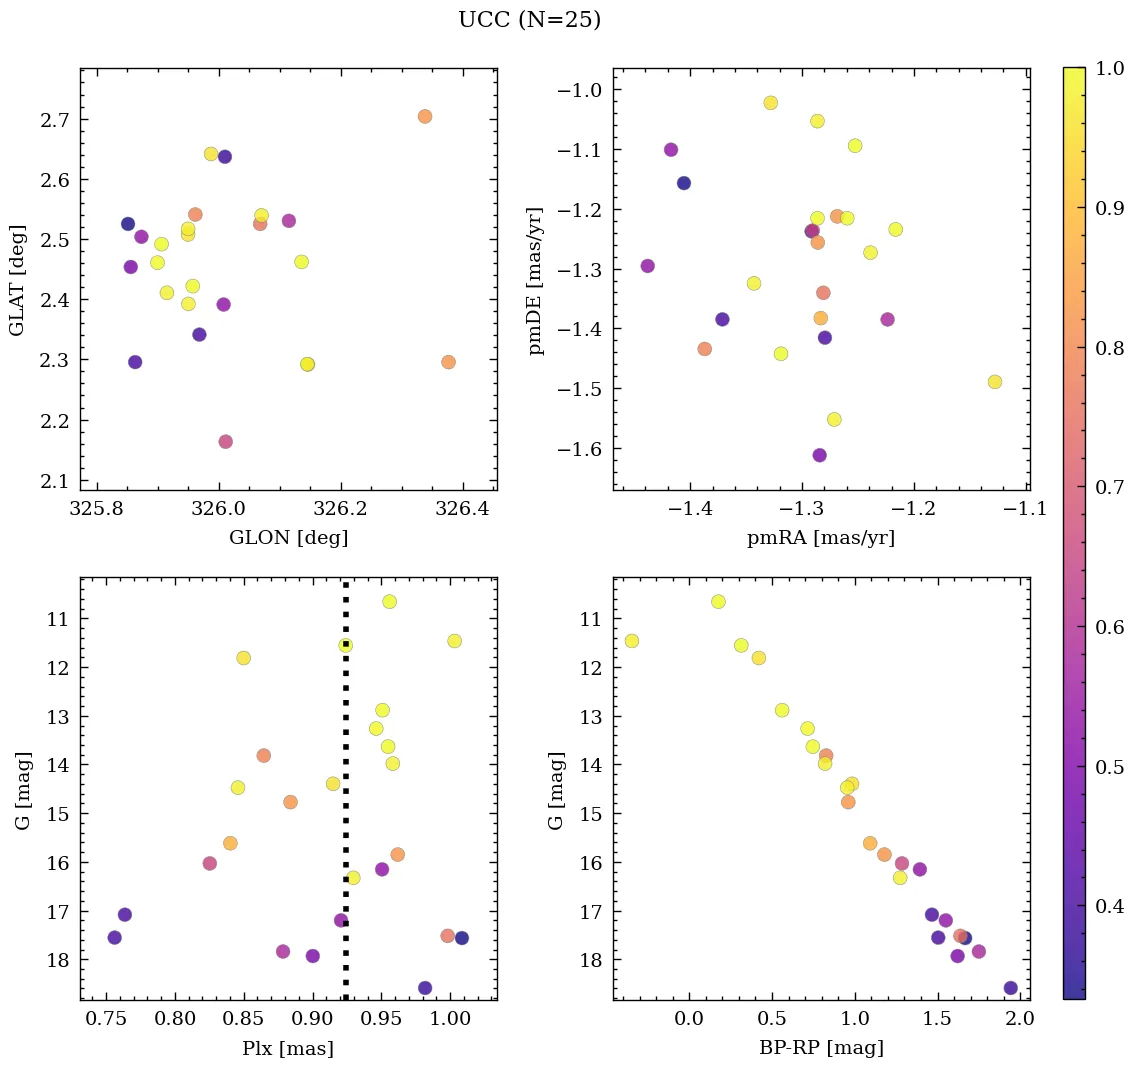 UCC (N=25)
2.7
2.6
2.5
2.4
2.3
2.2
2.1
GLAT [deg]
325.8 326.0 326.2 326.4
GLON [deg]
−1.0
−1.1
−1.2
−1.3
−1.4
−1.5
−1.6
pmDE [mas/yr]
−1.4 −1.3 −1.2 −1.1
pmRA [mas/yr]
1.0
0.9
0.8
0.7
0.6
0.5
0.4
11
12
13
14
15
16
17
18
G [mag]
0.75 0.80 0.85 0.90 0.95 1.00
Plx [mas]
11
12
13
14
15
16
17
18
G [mag]
0.0 0.5 1.0 1.5 2.0
BP-RP [mag]